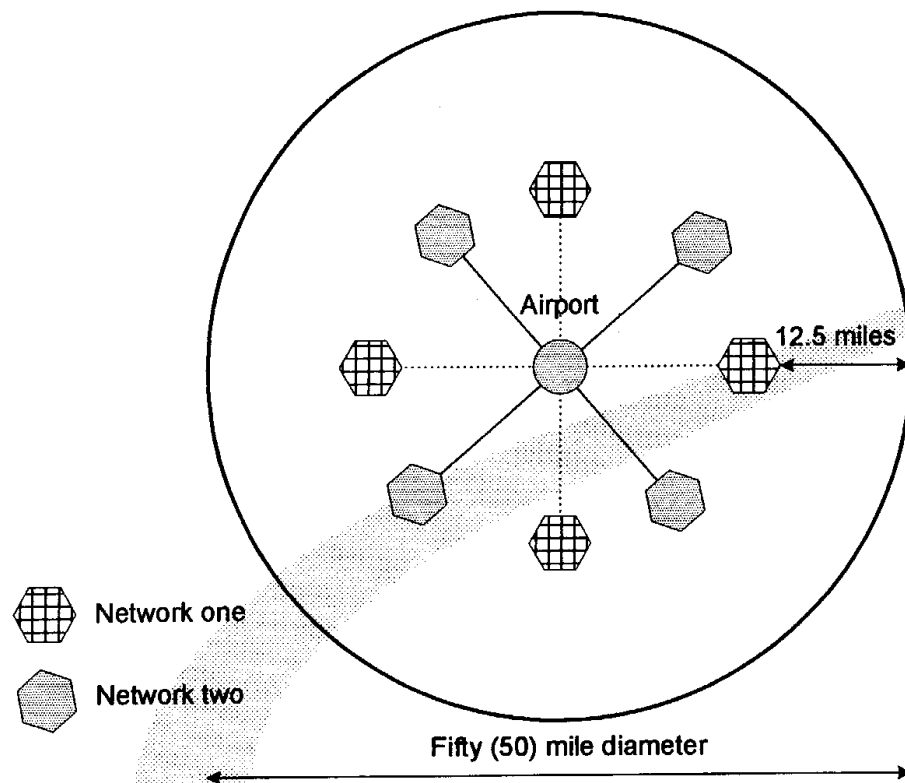 Airport
12.5 miles
Network one
Network two
Fifty (50) mile diameter